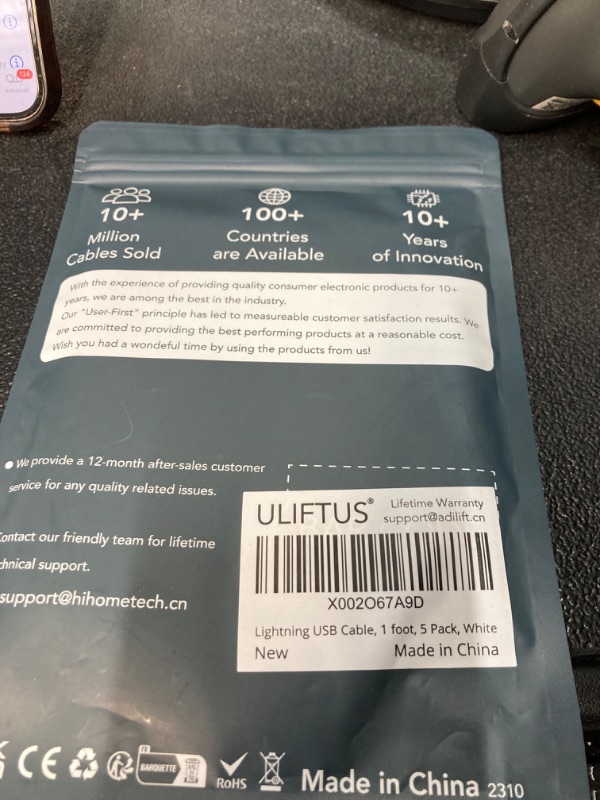 124
10+
Million
Cables Sold
100+
Countries
are Available
10+
Years
of Innovation
With the experience of providing quality consumer electronic products for 10+
years, we are among the best in the industry.
Our "User-First" principle has led to measureable customer satisfaction results. We
are committed to providing the best performing products at a reasonable cost.
Wish you had a wondeful time by using the products from us!
We provide a 12-month after-sales customer
service for any quality related issues.
Contact our friendly team for lifetime
chnical support.
support@hihometech.cn
ULIFTUS® Lifetime Warranty
support@adilift.cn
X002O67A9D
Lightning USB Cable, 1 foot, 5 Pack, White
New Made in China
CE FR BARQUETTE RoHS Made in China 2310